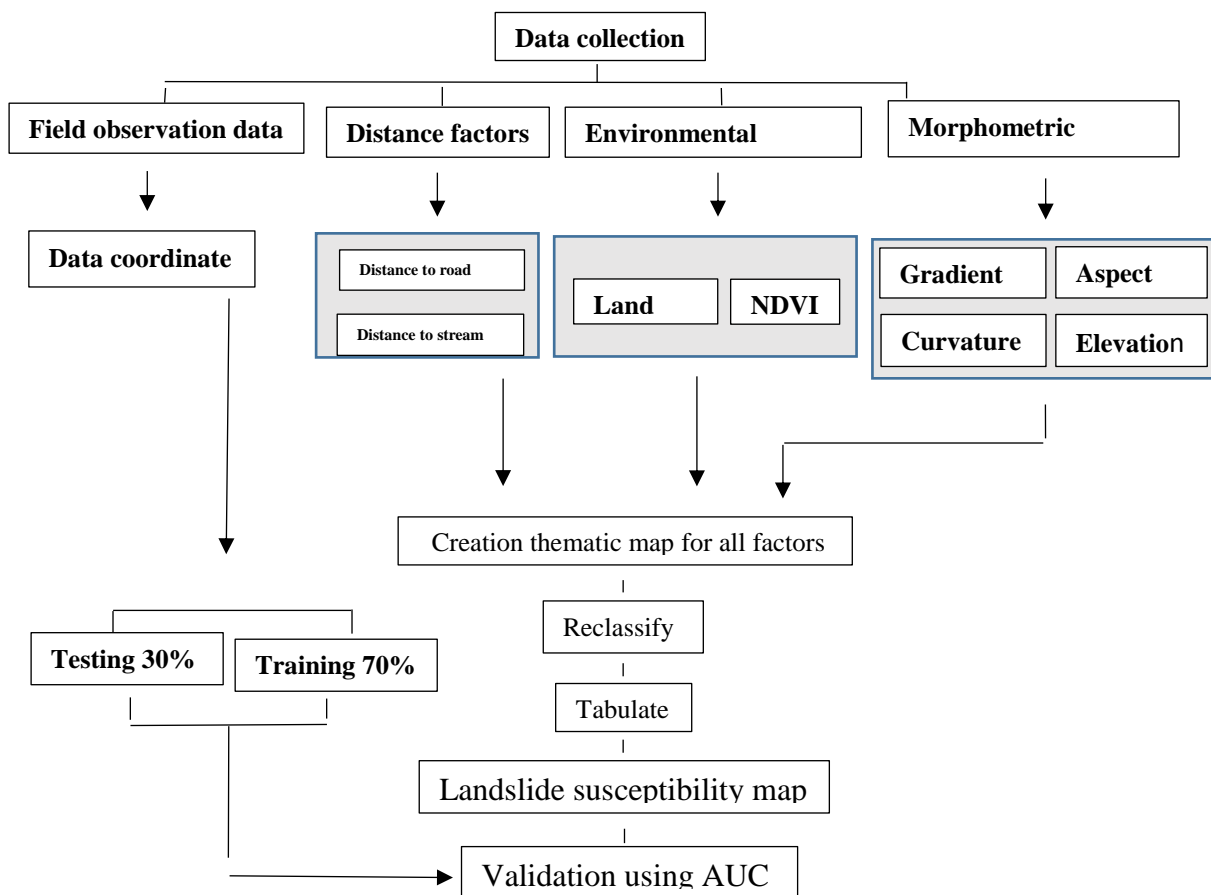 Data collection
Field observation data
Distance factors
Environmental
Morphometric
Data coordinate
Distance to road
Distance to stream
Land
NDVI
Gradient
Aspect
Curvature
Elevation
Creation thematic map for all factors
Testing 30%
Training 70%
Reclassify
Tabulate
Landslide susceptibility map
Validation using AUC